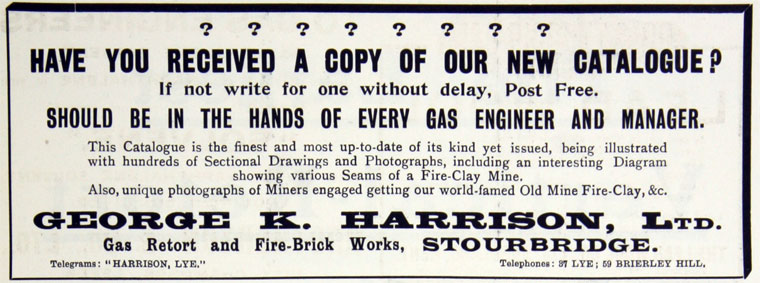 ? ? ? ? ? ? ? ?
HAVE YOU RECEIVED A COPY OF OUR NEW CATALOGUE?
If not write for one without delay, Post Free.
SHOULD BE IN THE HANDS OF EVERY GAS ENGINEER AND MANAGER.
This Catalogue is the finest and most up-to-date of its kind yet issued, being illustrated
with hundreds of Sectional Drawings and Photographs, including an interesting Diagram
showing various Seams of a Fire-Clay Mine.
Also, unique photographs of Miners engaged getting our world-famed Old Mine Fire-Clay, &c.
GEORGE K. HARRISON, LTD.
Gas Retort and Fire-Brick Works, STOURBRIDGE.
Telegrams: "HARRISON, LYE." Telephones: 37 LYE; 59 BRIERLEY HILL.